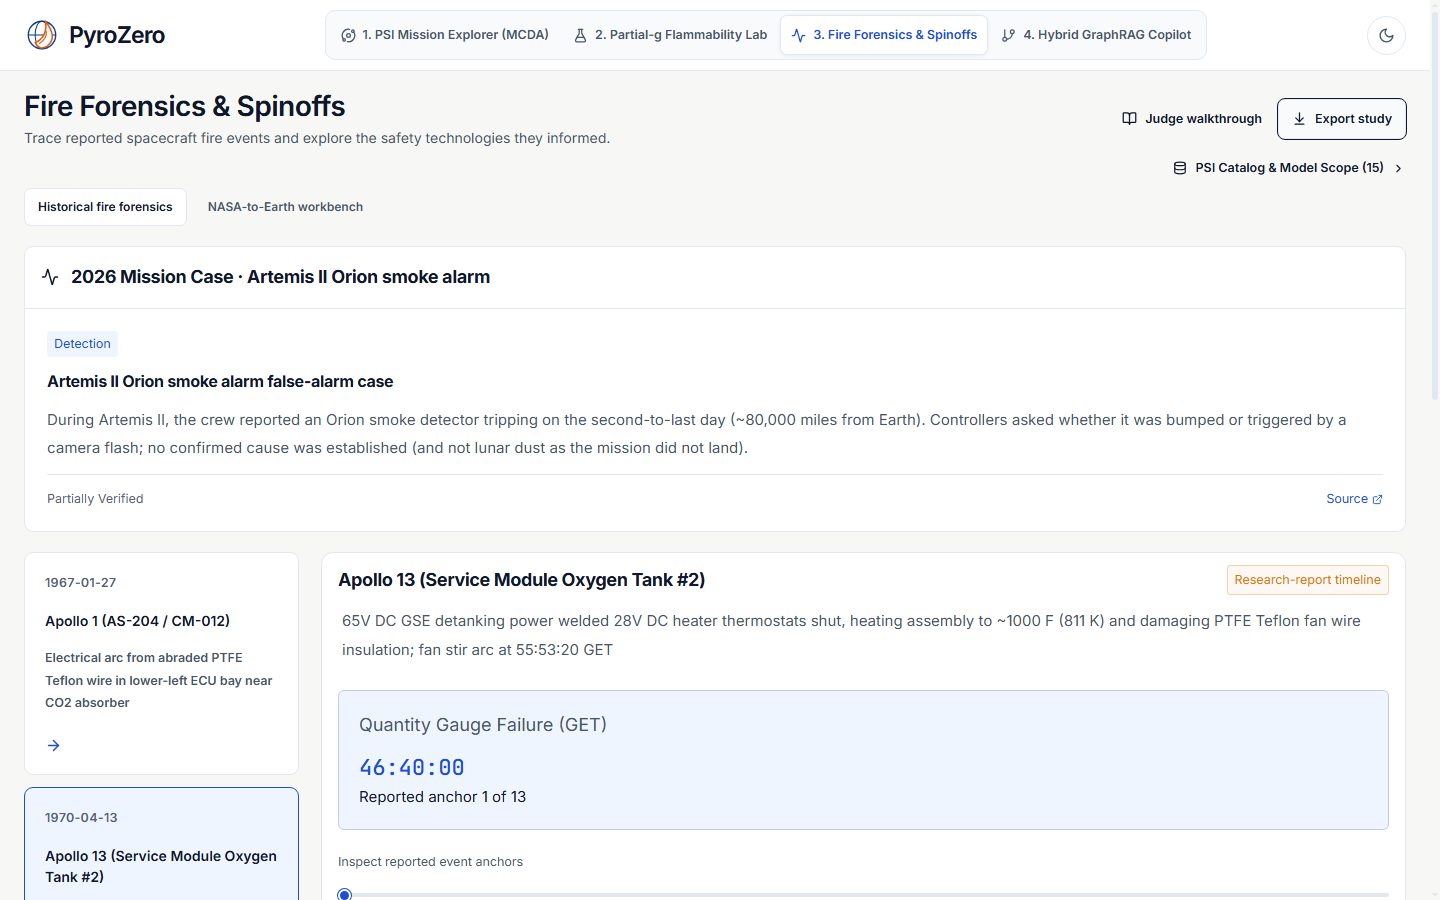 PyroZero
1. PSI Mission Explorer (MCDA)
2. Partial-g Flammability Lab
3. Fire Forensics & Spinoffs
4. Hybrid GraphRAG Copilot
Fire Forensics & Spinoffs
Trace reported spacecraft fire events and explore the safety technologies they informed.
Judge walkthrough
Export study
PSI Catalog & Model Scope (15)
Historical fire forensics
NASA-to-Earth workbench
2026 Mission Case · Artemis II Orion smoke alarm
Detection
Artemis II Orion smoke alarm false-alarm case
During Artemis II, the crew reported an Orion smoke detector tripping on the second-to-last day (~80,000 miles from Earth). Controllers asked whether it was bumped or triggered by a
camera flash; no confirmed cause was established (and not lunar dust as the mission did not land).
Partially Verified
Source
1967-01-27
Apollo 1 (AS-204 / CM-012)
Electrical arc from abraded PTFE
Teflon wire in lower-left ECU bay near
CO2 absorber
1970-04-13
Apollo 13 (Service Module Oxygen
Tank #2)
Apollo 13 (Service Module Oxygen Tank #2)
Research-report timeline
65V DC GSE detanking power welded 28V DC heater thermostats shut, heating assembly to ~1000 F (811 K) and damaging PTFE Teflon fan wire
insulation; fan stir arc at 55:53:20 GET
Quantity Gauge Failure (GET)
46:40:00
Reported anchor 1 of 13
Inspect reported event anchors